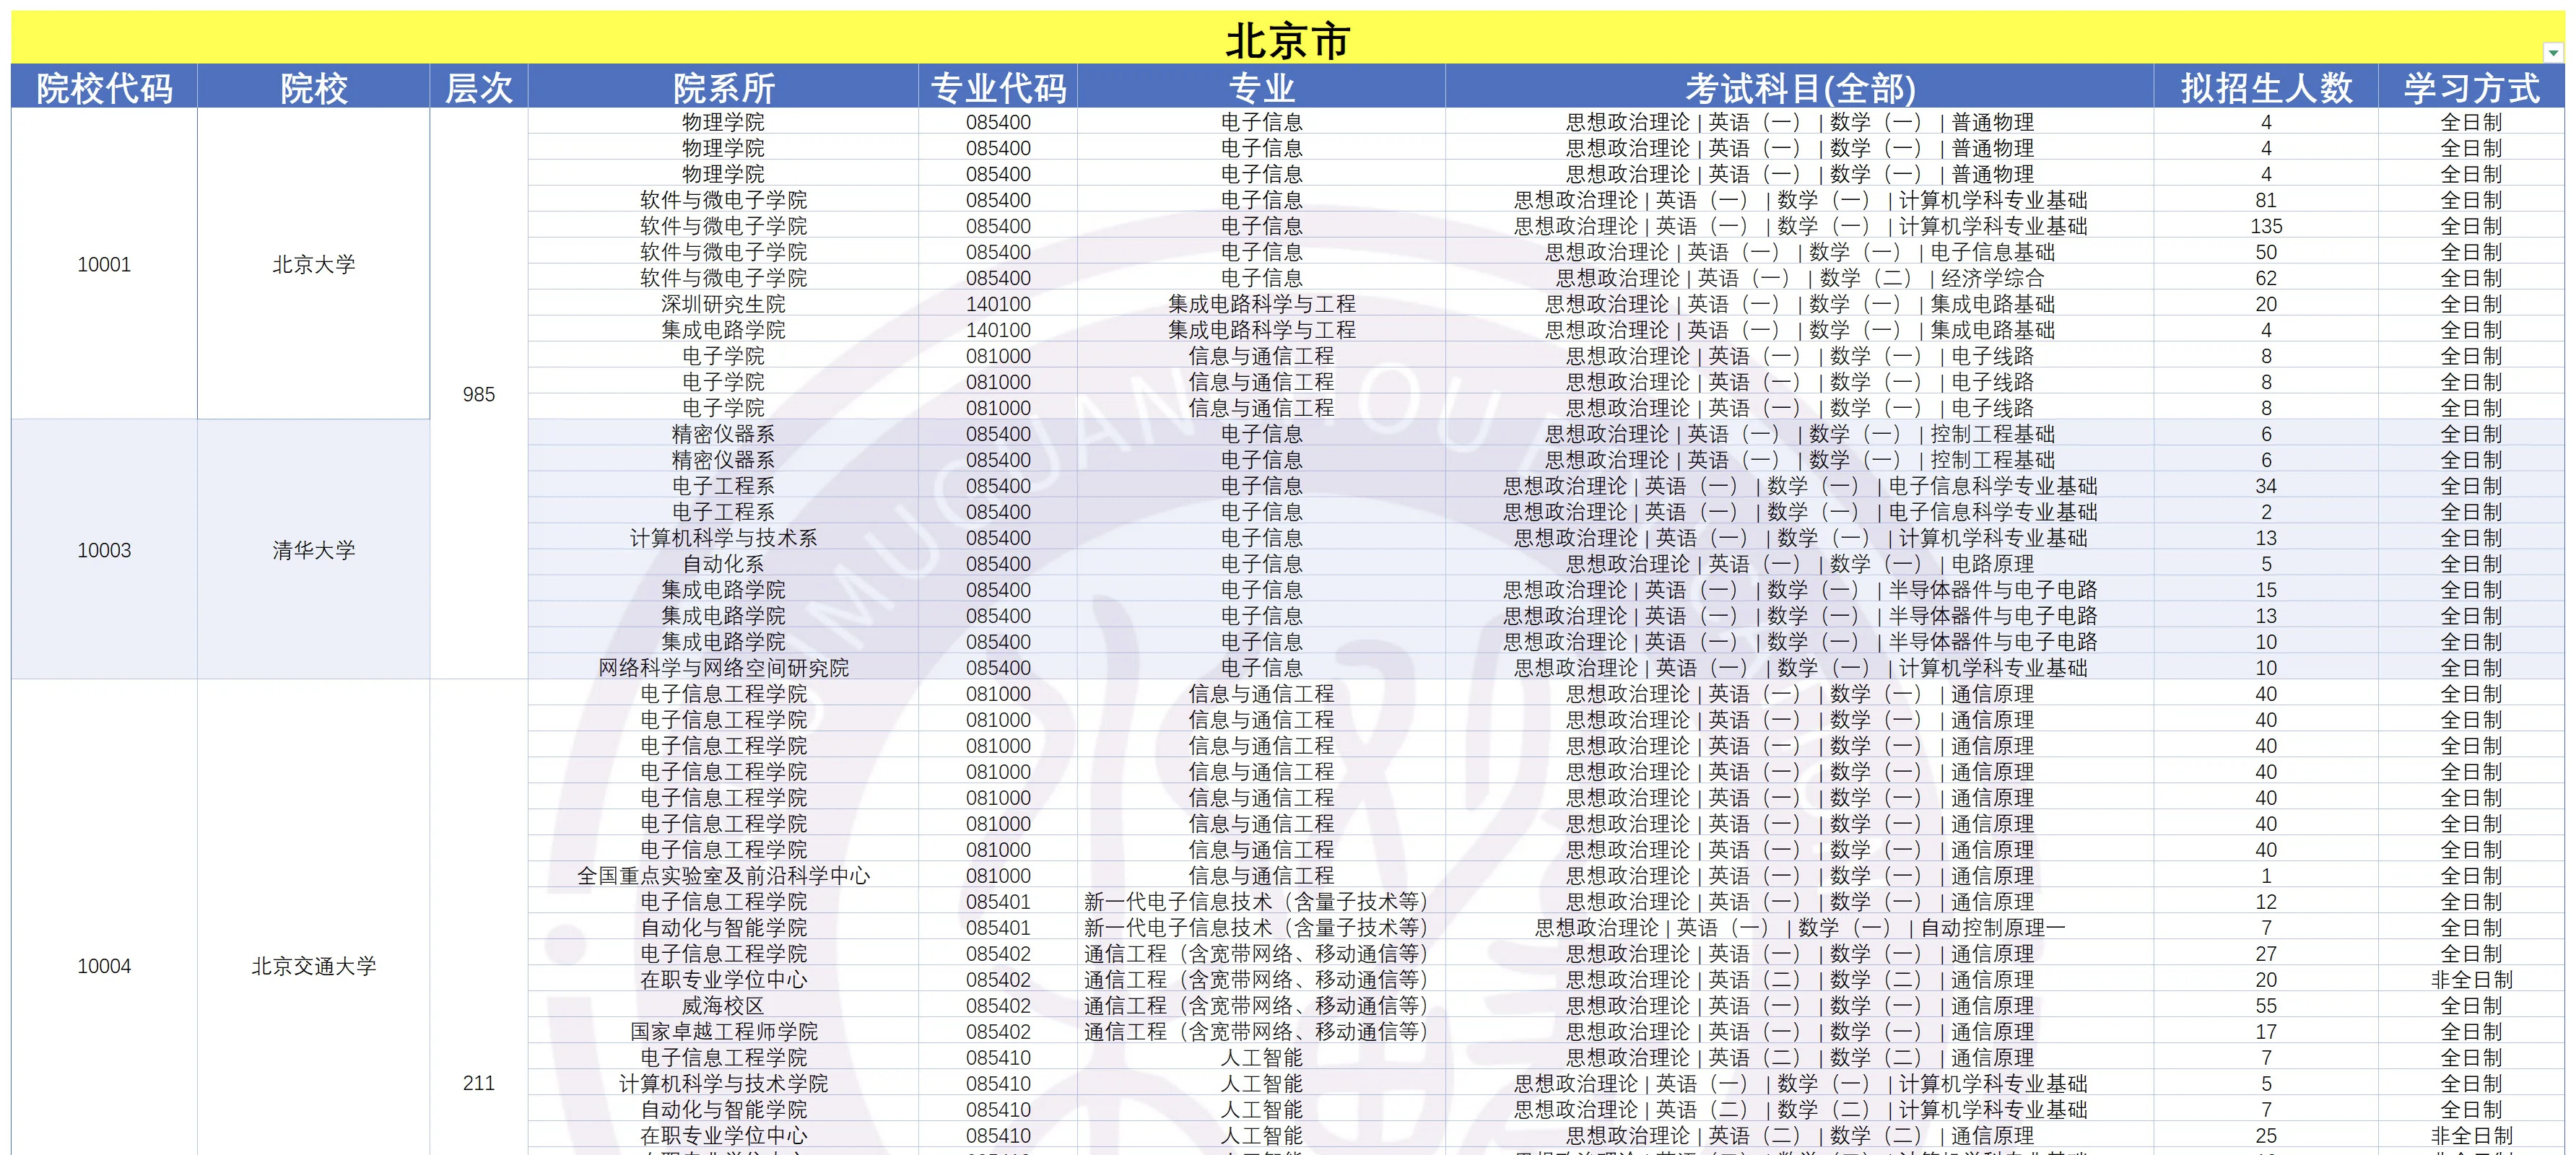 北京市
院校代码 院校 层次 院系所 专业代码 专业 考试科目(全部) 拟招生人数 学习方式
物理学院 085400 电子信息 思想政治理论 | 英语（一） | 数学（一） | 普通物理 4 全日制
物理学院 085400 电子信息 思想政治理论 | 英语（一） | 数学（一） | 普通物理 4 全日制
物理学院 085400 电子信息 思想政治理论 | 英语（一） | 数学（一） | 普通物理 4 全日制
软件与微电子学院 085400 电子信息 思想政治理论 | 英语（一） | 数学（一） | 计算机学科专业基础 81 全日制
软件与微电子学院 085400 电子信息 思想政治理论 | 英语（一） | 数学（一） | 计算机学科专业基础 135 全日制
软件与微电子学院 085400 电子信息 思想政治理论 | 英语（一） | 数学（一） | 电子信息基础 50 全日制
10001 北京大学
软件与微电子学院 085400 电子信息 思想政治理论 | 英语（一） | 数学（二） | 经济学综合 62 全日制
深圳研究生院 140100 集成电路科学与工程 思想政治理论 | 英语（一） | 数学（一） | 集成电路基础 20 全日制
集成电路学院 140100 集成电路科学与工程 思想政治理论 | 英语（一） | 数学（一） | 集成电路基础 4 全日制
电子学院 081000 信息与通信工程 思想政治理论 | 英语（一） | 数学（一） | 电子线路 8 全日制
电子学院 081000 信息与通信工程 思想政治理论 | 英语（一） | 数学（一） | 电子线路 8 全日制
985
电子学院 081000 信息与通信工程 思想政治理论 | 英语（一） | 数学（一） | 电子线路 8 全日制
精密仪器系 085400 电子信息 思想政治理论 | 英语（一） | 数学（一） | 控制工程基础 6 全日制
精密仪器系 085400 电子信息 思想政治理论 | 英语（一） | 数学（一） | 控制工程基础 6 全日制
电子工程系 085400 电子信息 思想政治理论 | 英语（一） | 数学（一） | 电子信息科学专业基础 34 全日制
电子工程系 085400 电子信息 思想政治理论 | 英语（一） | 数学（一） | 电子信息科学专业基础 2 全日制
计算机科学与技术系 085400 电子信息 思想政治理论 | 英语（一） | 数学（一） | 计算机学科专业基础 13 全日制
10003 清华大学
自动化系 085400 电子信息 思想政治理论 | 英语（一） | 数学（一） | 电路原理 5 全日制
集成电路学院 085400 电子信息 思想政治理论 | 英语（一） | 数学（一） | 半导体器件与电子电路 15 全日制
集成电路学院 085400 电子信息 思想政治理论 | 英语（一） | 数学（一） | 半导体器件与电子电路 13 全日制
集成电路学院 085400 电子信息 思想政治理论 | 英语（一） | 数学（一） | 半导体器件与电子电路 10 全日制
网络科学与网络空间研究院 085400 电子信息 思想政治理论 | 英语（一） | 数学（一） | 计算机学科专业基础 10 全日制
电子信息工程学院 081000 信息与通信工程 思想政治理论 | 英语（一） | 数学（一） | 通信原理 40 全日制
电子信息工程学院 081000 信息与通信工程 思想政治理论 | 英语（一） | 数学（一） | 通信原理 40 全日制
电子信息工程学院 081000 信息与通信工程 思想政治理论 | 英语（一） | 数学（一） | 通信原理 40 全日制
电子信息工程学院 081000 信息与通信工程 思想政治理论 | 英语（一） | 数学（一） | 通信原理 40 全日制
电子信息工程学院 081000 信息与通信工程 思想政治理论 | 英语（一） | 数学（一） | 通信原理 40 全日制
电子信息工程学院 081000 信息与通信工程 思想政治理论 | 英语（一） | 数学（一） | 通信原理 40 全日制
电子信息工程学院 081000 信息与通信工程 思想政治理论 | 英语（一） | 数学（一） | 通信原理 40 全日制
全国重点实验室及前沿科学中心 081000 信息与通信工程 思想政治理论 | 英语（一） | 数学（一） | 通信原理 1 全日制
电子信息工程学院 085401 新一代电子信息技术（含量子技术等） 思想政治理论 | 英语（一） | 数学（一） | 通信原理 12 全日制
自动化与智能学院 085401 新一代电子信息技术（含量子技术等） 思想政治理论 | 英语（一） | 数学（一） | 自动控制原理一 7 全日制
电子信息工程学院 085402 通信工程（含宽带网络、移动通信等） 思想政治理论 | 英语（一） | 数学（一） | 通信原理 27 全日制
10004 北京交通大学
在职专业学位中心 085402 通信工程（含宽带网络、移动通信等） 思想政治理论 | 英语（二） | 数学（二） | 通信原理 20 非全日制
威海校区 085402 通信工程（含宽带网络、移动通信等） 思想政治理论 | 英语（一） | 数学（一） | 通信原理 55 全日制
国家卓越工程师学院 085402 通信工程（含宽带网络、移动通信等） 思想政治理论 | 英语（一） | 数学（一） | 通信原理 17 全日制
电子信息工程学院 085410 人工智能 思想政治理论 | 英语（二） | 数学（二） | 通信原理 7 全日制
211
计算机科学与技术学院 085410 人工智能 思想政治理论 | 英语（一） | 数学（一） | 计算机学科专业基础 5 全日制
自动化与智能学院 085410 人工智能 思想政治理论 | 英语（二） | 数学（二） | 计算机学科专业基础 7 全日制
在职专业学位中心 085410 人工智能 思想政治理论 | 英语（二） | 数学（二） | 通信原理 25 非全日制